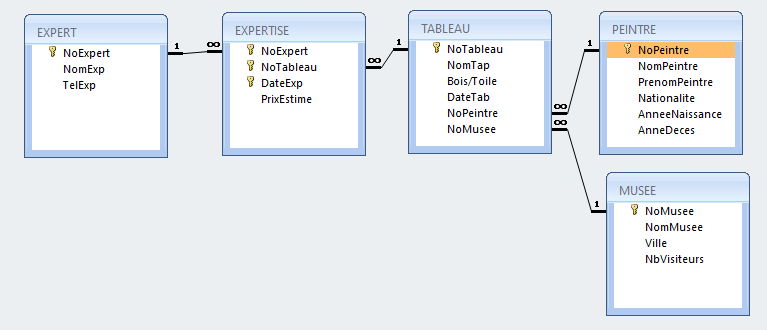 EXPERT
NoExpert
NomExp
TelExp
1
∞
EXPERTISE
NoExpert
NoTableau
DateExp
PrixEstime
1
∞
TABLEAU
NoTableau
NomTap
Bois/Toile
DateTab
NoPeintre
NoMusee
1
∞
∞
PEINTRE
NoPeintre
NomPeintre
PrenomPeintre
Nationalite
AnneeNaissance
AnneDeces
1
MUSEE
NoMusee
NomMusee
Ville
NbVisiteurs